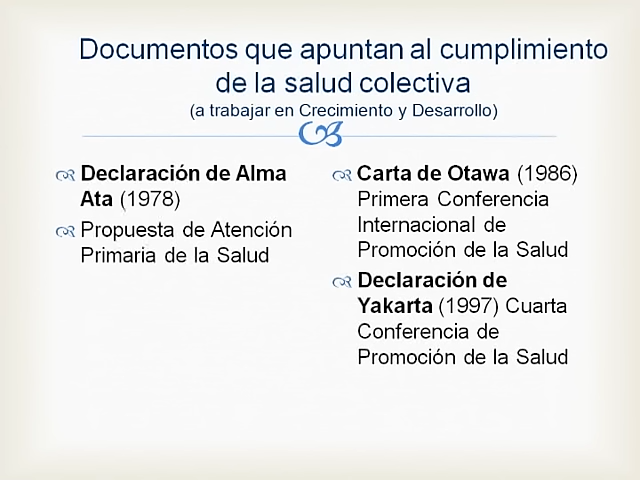 Documentos que apuntan al cumplimiento
de la salud colectiva
(a trabajar en Crecimiento y Desarrollo)
Declaración de Alma
Ata (1978)
Propuesta de Atención
Primaria de la Salud
Carta de Otawa (1986)
Primera Conferencia
Internacional de
Promoción de la Salud
Declaración de
Yakarta (1997) Cuarta
Conferencia de
Promoción de la Salud